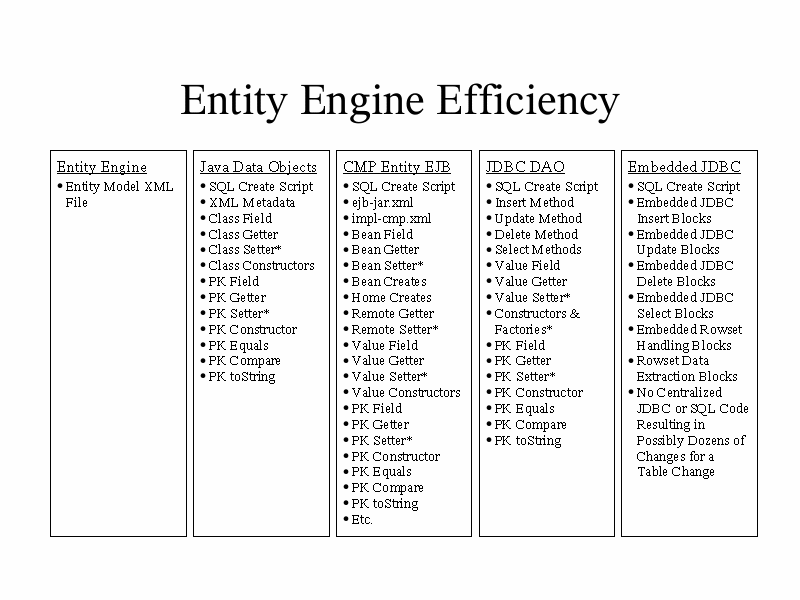 Entity Engine Efficiency
Entity Engine
• Entity Model XML
File
Java Data Objects
• SQL Create Script
• XML Metadata
• Class Field
• Class Getter
• Class Setter*
• Class Constructors
• PK Field
• PK Getter
• PK Setter*
• PK Constructor
• PK Equals
• PK Compare
• PK toString
CMP Entity EJB
• SQL Create Script
• ejb-jar.xml
• impl-cmp.xml
• Bean Field
• Bean Getter
• Bean Setter*
• Bean Creates
• Home Creates
• Remote Getter
• Remote Setter*
• Value Field
• Value Getter
• Value Setter*
• Value Constructors
• PK Field
• PK Getter
• PK Setter*
• PK Constructor
• PK Equals
• PK Compare
• PK toString
• Etc.
JDBC DAO
• SQL Create Script
• Insert Method
• Update Method
• Delete Method
• Select Methods
• Value Field
• Value Getter
• Value Setter*
• Constructors &
Factories*
• PK Field
• PK Getter
• PK Setter*
• PK Constructor
• PK Equals
• PK Compare
• PK toString
Embedded JDBC
• SQL Create Script
• Embedded JDBC
Insert Blocks
• Embedded JDBC
Update Blocks
• Embedded JDBC
Delete Blocks
• Embedded JDBC
Select Blocks
• Embedded Rowset
Handling Blocks
• Rowset Data
Extraction Blocks
• No Centralized
JDBC or SQL Code
Resulting in
Possibly Dozens of
Changes for a
Table Change